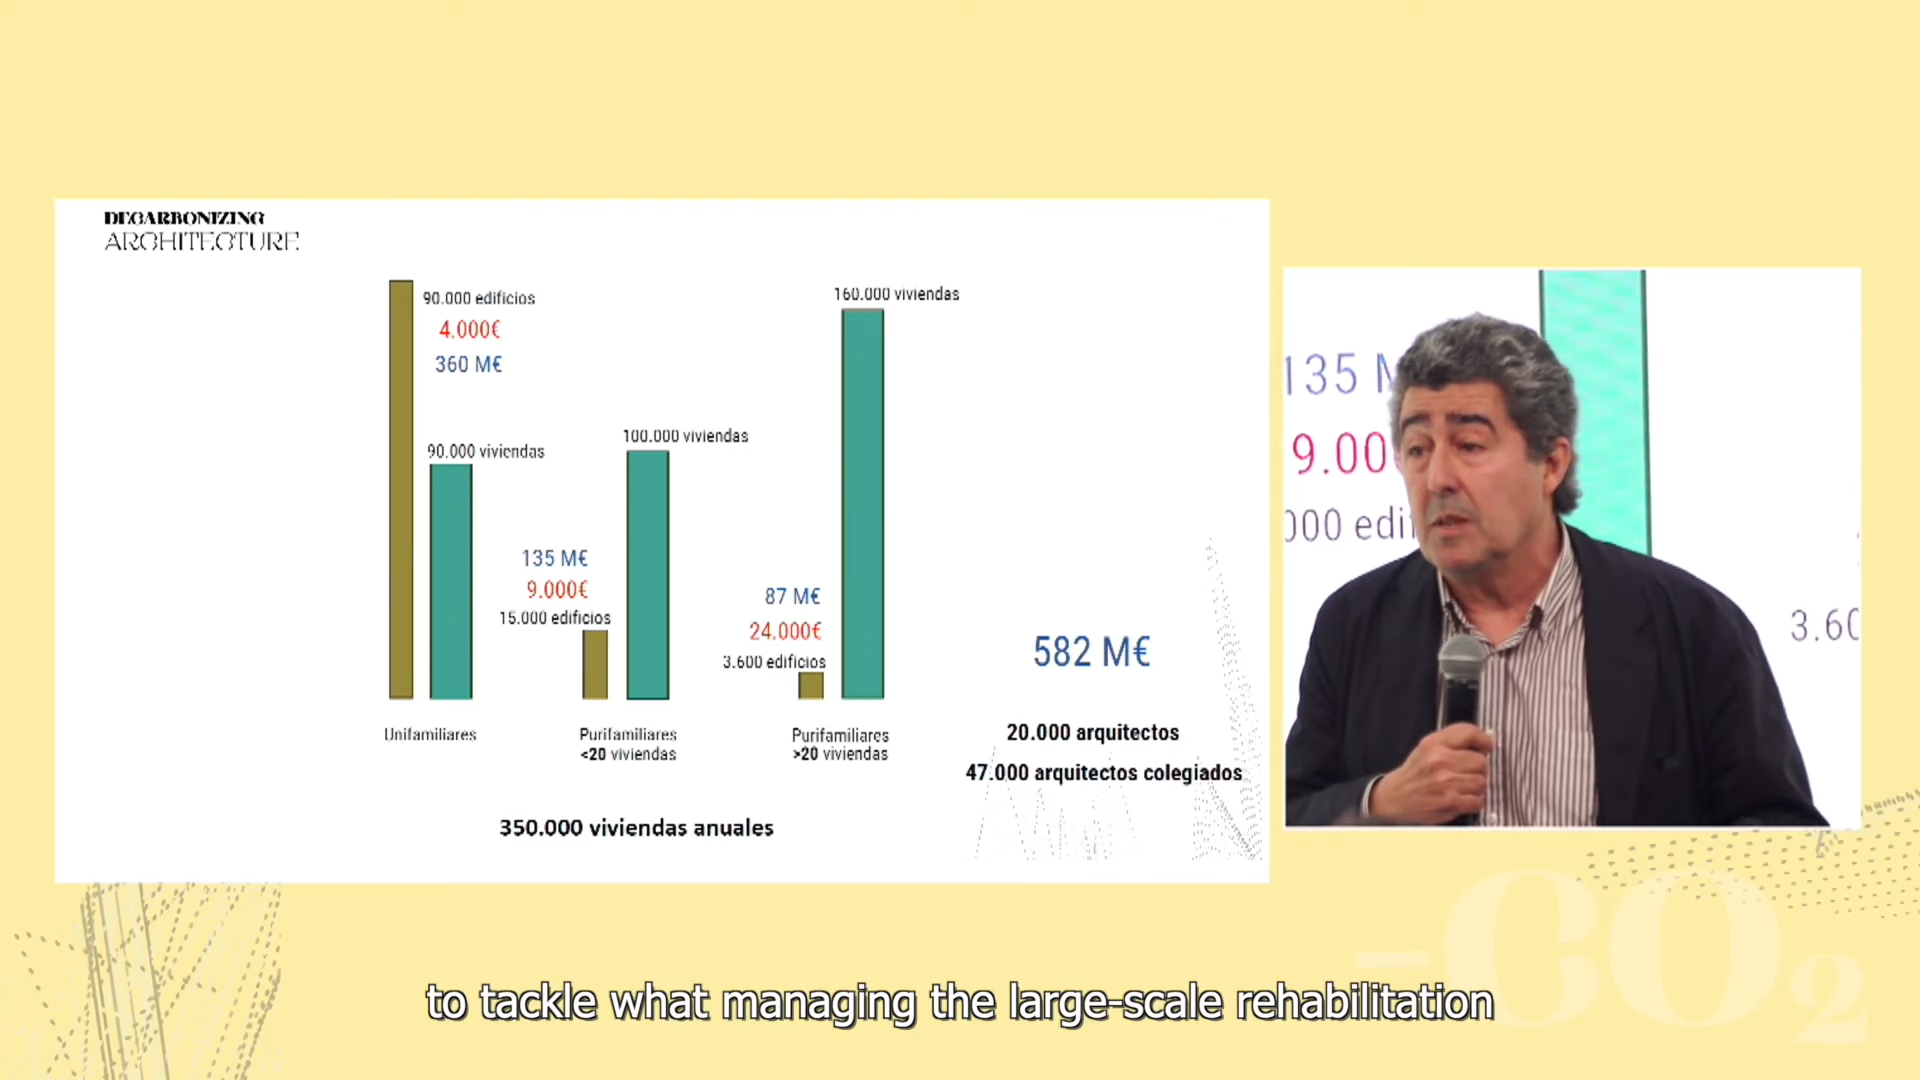 DECARBONIZING
ARCHITECTURE
90.000 edificios
4.000€
360 M€
90.000 viviendas
135 M€
9.000€
15.000 edificios
100.000 viviendas
87 M€
24.000€
3.600 edificios
160.000 viviendas
582 M€
Unifamiliares
Purifamiliares
<20 viviendas
Purifamiliares
>20 viviendas
20.000 arquitectos
47.000 arquitectos colegiados
350.000 viviendas anuales
135 M
9.00
000 edi
3.60
-CO2
to tackle what managing the large-scale rehabilitation